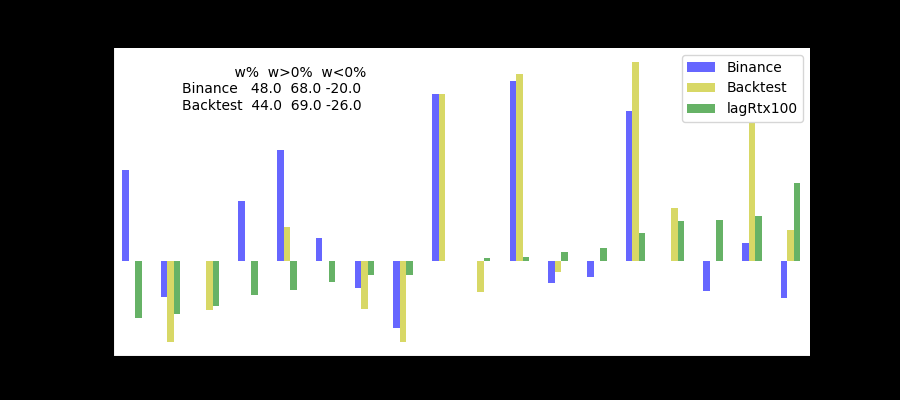 w% w>0% w<0%
Binance 48.0 68.0 -20.0
Backtest 44.0 69.0 -26.0
Binance
Backtest
lagRtx100